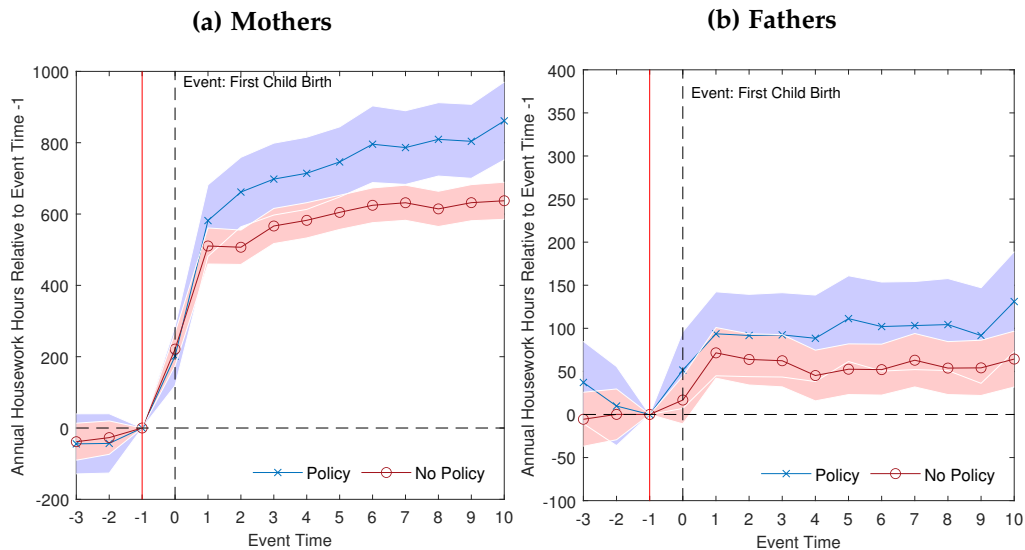 (a) Mothers
Annual Housework Hours Relative to Event Time -1
1000
800
600
400
200
0
-200
Event: First Child Birth
Policy
No Policy
-3 -2 -1 0 1 2 3 4 5 6 7 8 9 10
Event Time
(b) Fathers
Annual Housework Hours Relative to Event Time -1
400
350
300
250
200
150
100
50
0
-50
-100
Event: First Child Birth
Policy
No Policy
-3 -2 -1 0 1 2 3 4 5 6 7 8 9 10
Event Time